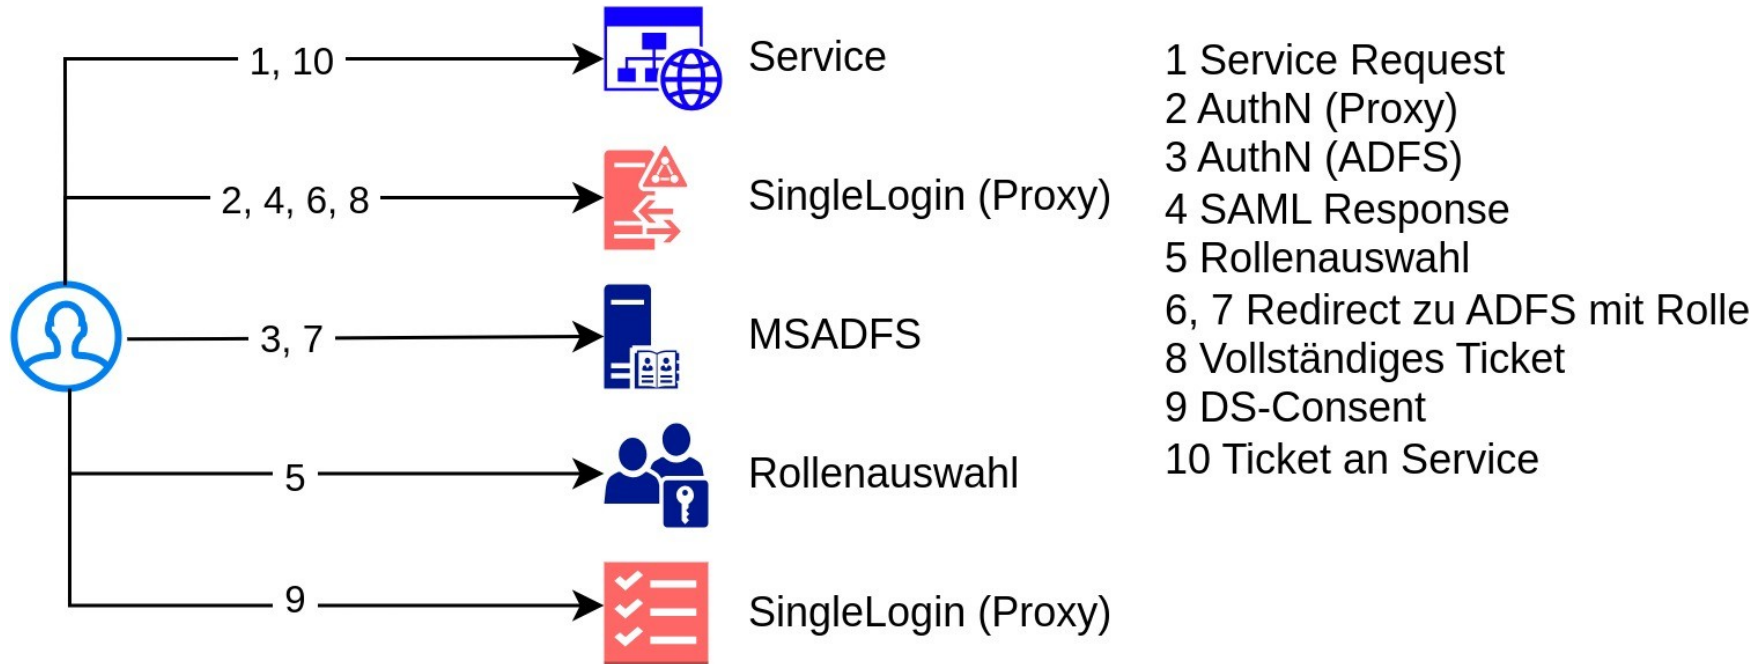 1, 10
Service
2, 4, 6, 8
SingleLogin (Proxy)
3, 7
MSADFS
5
Rollenauswahl
9
SingleLogin (Proxy)
1 Service Request
2 AuthN (Proxy)
3 AuthN (ADFS)
4 SAML Response
5 Rollenauswahl
6, 7 Redirect zu ADFS mit Rolle
8 Vollständiges Ticket
9 DS-Consent
10 Ticket an Service